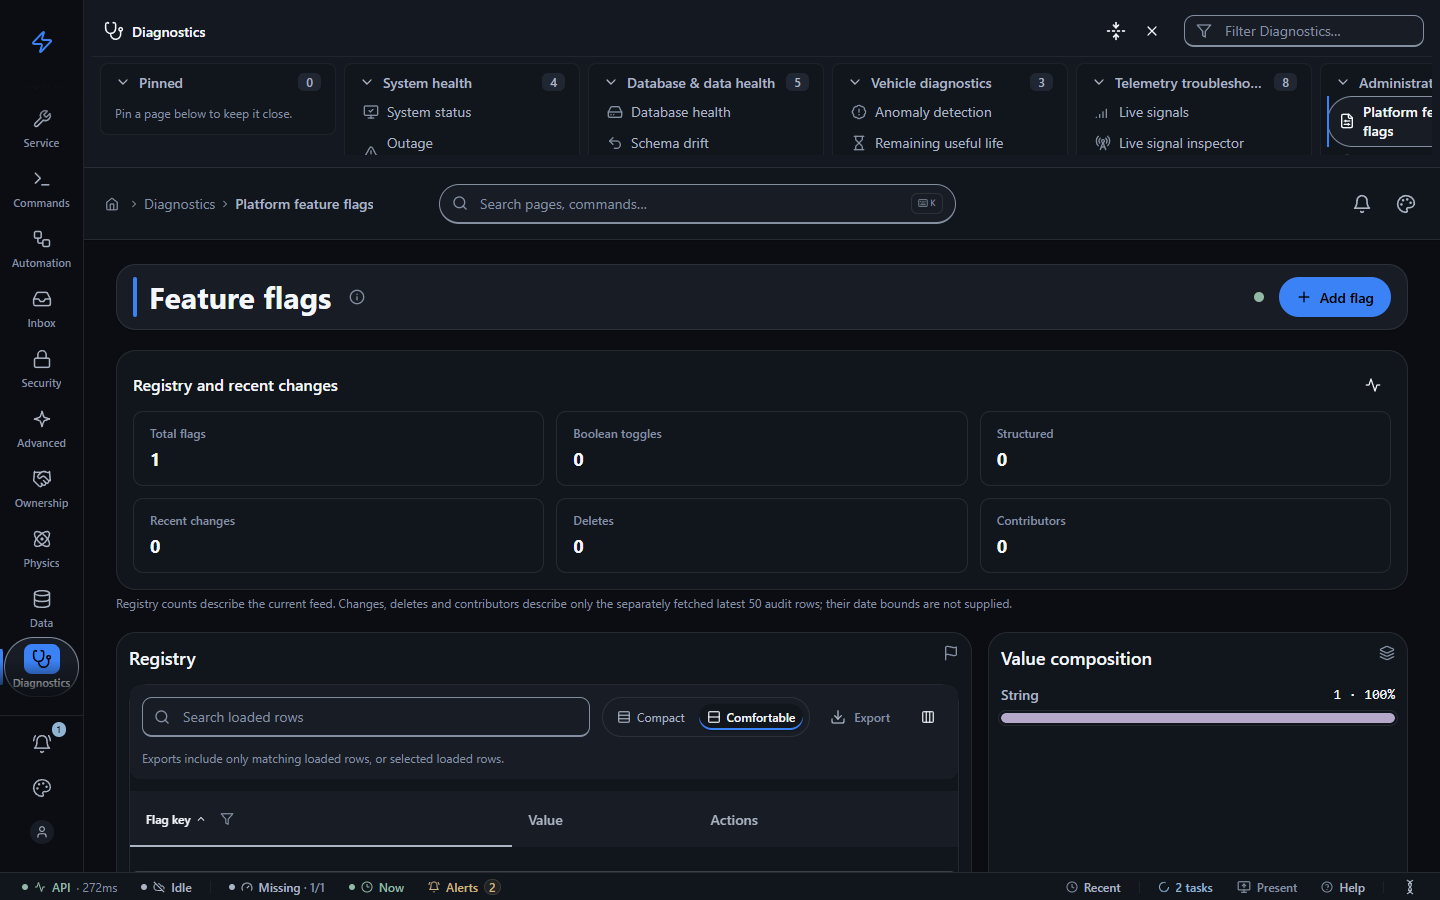 Diagnostics
Filter Diagnostics...
Pinned 0
Pin a page below to keep it close.
System health 4
System status
Outage
Database & data health 5
Database health
Schema drift
Vehicle diagnostics 3
Anomaly detection
Remaining useful life
Telemetry troublesho... 8
Live signals
Live signal inspector
Administrat
Platform fe
flags
Service
Commands
Automation
Inbox
Security
Advanced
Ownership
Physics
Data
Diagnostics
1
Diagnostics
Platform feature flags
Search pages, commands...
K
Feature flags
Add flag
Registry and recent changes
Total flags
1
Boolean toggles
0
Structured
0
Recent changes
0
Deletes
0
Contributors
0
Registry counts describe the current feed. Changes, deletes and contributors describe only the separately fetched latest 50 audit rows; their date bounds are not supplied.
Registry
Search loaded rows
Compact
Comfortable
Export
Exports include only matching loaded rows, or selected loaded rows.
Flag key
Value
Actions
Value composition
String 1 · 100%
API · 272ms
Idle
Missing · 1/1
Now
Alerts 2
Recent
2 tasks
Present
Help